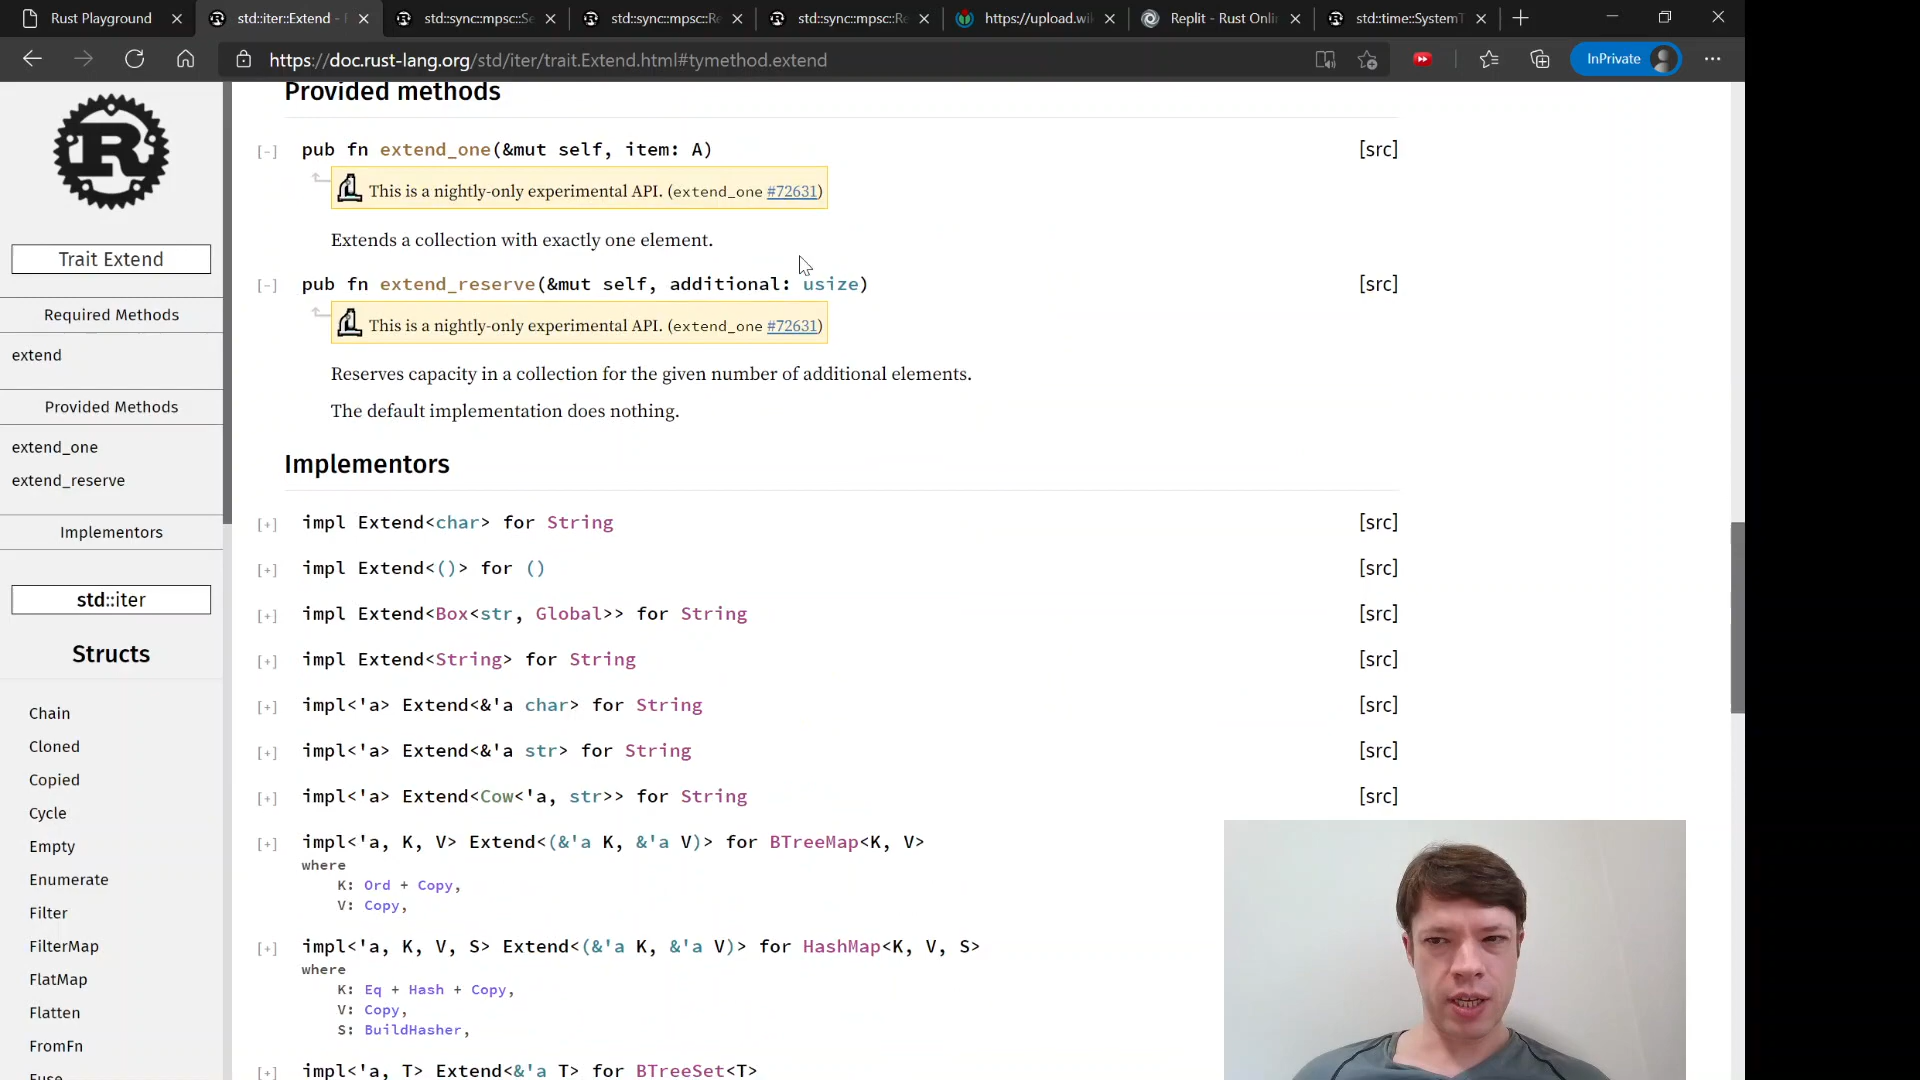 Rust Playground
std::iter::Extend -
std::sync::mpsc::Se
std::sync::mpsc::Re
std::sync::mpsc::Re
https://upload.wi
Replit - Rust Onli
std::time::SystemT
https://doc.rust-lang.org/std/iter/trait.Extend.html#tymethod.extend
InPrivate
R
Trait Extend
Required Methods
extend
Provided Methods
extend_one
extend_reserve
Implementors
std::iter
Structs
Chain
Cloned
Copied
Cycle
Empty
Enumerate
Filter
FilterMap
FlatMap
Flatten
FromFn
Fuse
Provided methods
[-] pub fn extend_one(&mut self, item: A) [src]
This is a nightly-only experimental API. (extend_one #72631)
Extends a collection with exactly one element.
[-] pub fn extend_reserve(&mut self, additional: usize) [src]
This is a nightly-only experimental API. (extend_one #72631)
Reserves capacity in a collection for the given number of additional elements.
The default implementation does nothing.
Implementors
[+] impl Extend<char> for String [src]
[+] impl Extend<()> for () [src]
[+] impl Extend<Box<str, Global>> for String [src]
[+] impl Extend<String> for String [src]
[+] impl<'a> Extend<&'a char> for String [src]
[+] impl<'a> Extend<&'a str> for String [src]
[+] impl<'a> Extend<Cow<'a, str>> for String [src]
[+] impl<'a, K, V> Extend<(&'a K, &'a V)> for BTreeMap<K, V>
where
K: Ord + Copy,
V: Copy,
[+] impl<'a, K, V, S> Extend<(&'a K, &'a V)> for HashMap<K, V, S>
where
K: Eq + Hash + Copy,
V: Copy,
S: BuildHasher,
[+] impl<'a, T> Extend<&'a T> for BTreeSet<T>